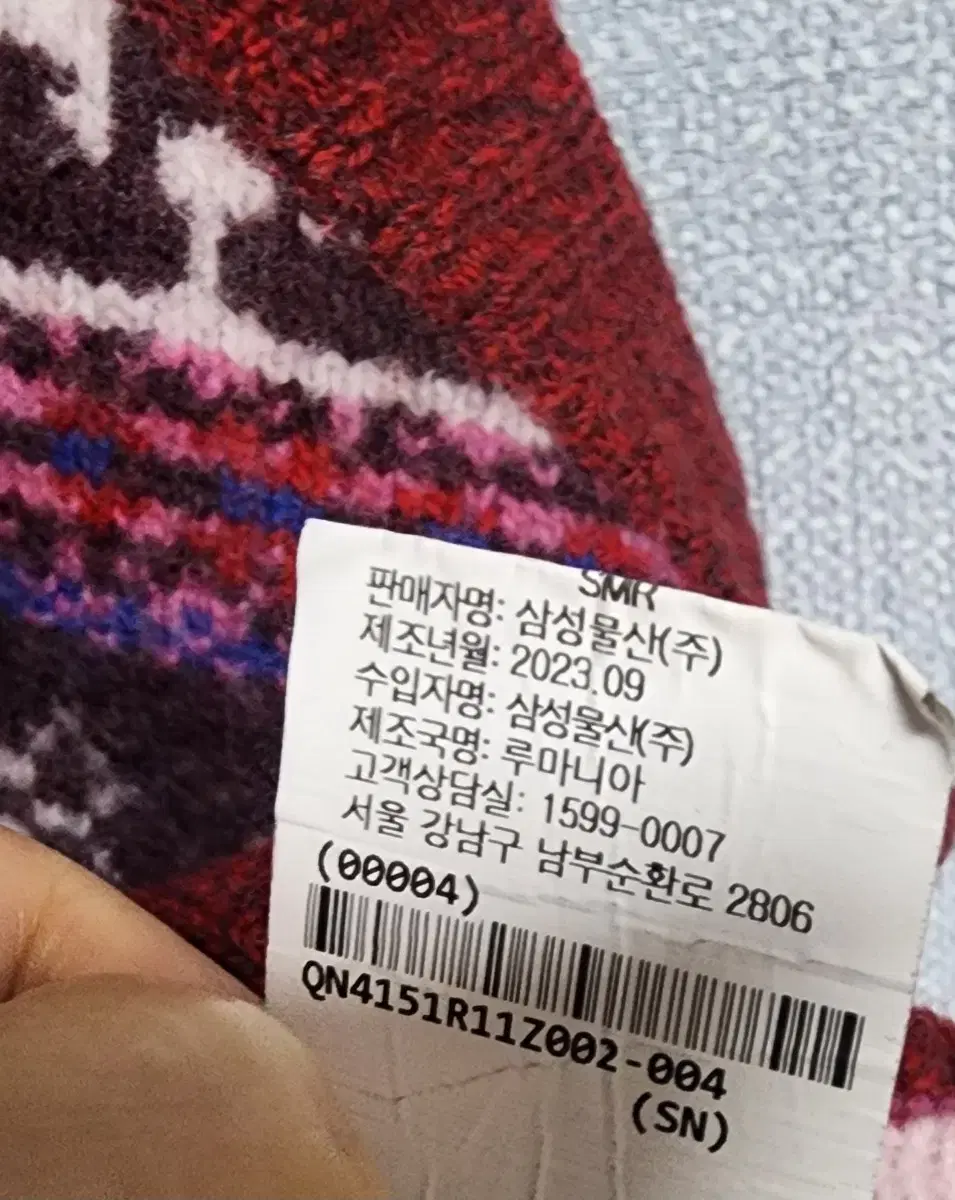 SMR
판매자명: 삼성물산(주)
제조년월: 2023.09
수입자명: 삼성물산(주)
제조국명: 루마니아
고객상담실: 1599-0007
서울 강남구 남부순환로 2806
(00004)
QN4151R11Z002-004
(SN)